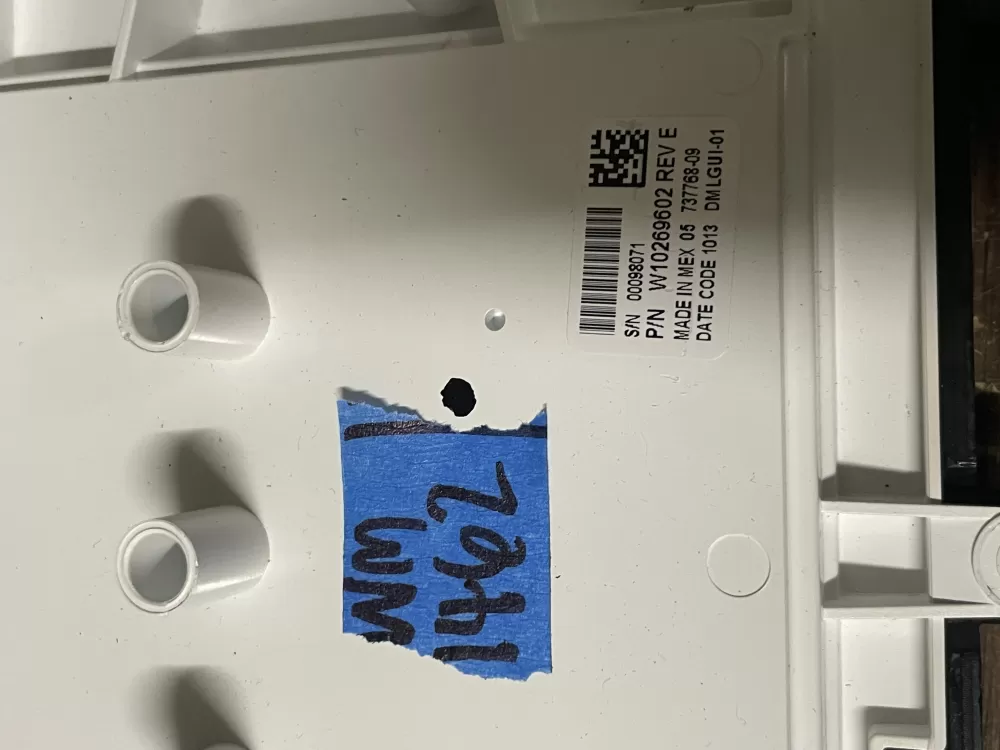 S/N 00098071
P/N W10269602 REV E
MADE IN MEX 05 737768-09
DATE CODE 1013 DMLGUI-01
WM
1462